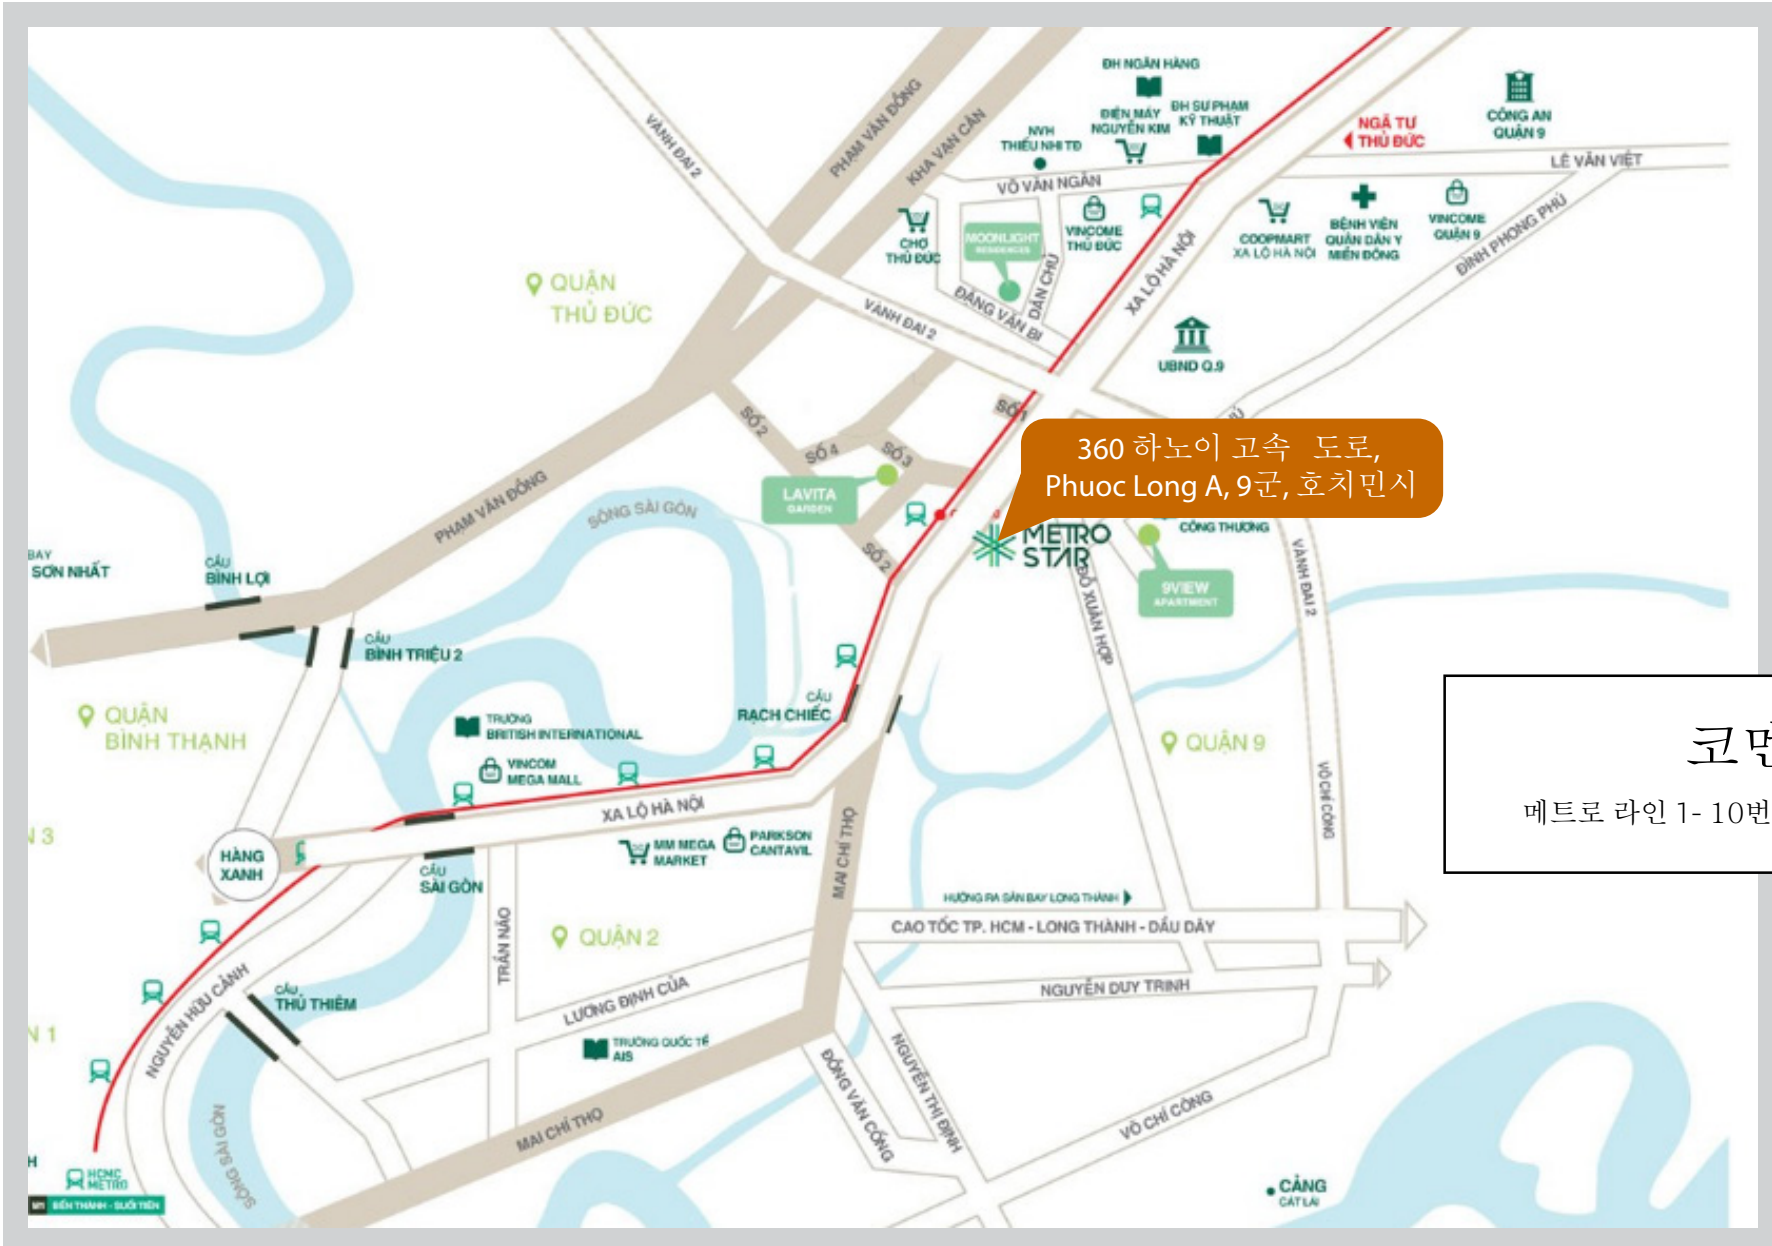 ĐH NGÂN HÀNG
ĐIỆN MÁY
NGUYỄN KIM
ĐH SƯ PHẠM
KỸ THUẬT
NVH
THIẾU NHI TĐ
NGÃ TƯ
THỦ ĐỨC
CÔNG AN
QUẬN 9
LÊ VĂN VIỆT
PHẠM VĂN ĐỒNG
KHA VẠN CÂN
VÀNH ĐAI 2
VÕ VĂN NGÂN
CHỢ
THỦ ĐỨC
MOONLIGHT
RESIDENCES
VINCOME
THỦ ĐỨC
COOPMART
XA LỘ HÀ NỘI
BỆNH VIỆN
QUÂN DÂN Y
MIỀN ĐÔNG
VINCOME
QUẬN 9
ĐÌNH PHONG PHÚ
XA LỘ HÀ NỘI
DÂN CHỦ
ĐẶNG VĂN BI
VÀNH ĐAI 2
QUẬN
THỦ ĐỨC
UBND Q.9
SỐ 1
SỐ 2
SỐ 4
SỐ 3
360 하노이 고속 도로,
Phuoc Long A, 9군, 호치민시
LAVITA
GARDEN
PHẠM VĂN ĐỒNG
SÔNG SÀI GÒN
SỐ 2
METRO
STAR
CÔNG THƯƠNG
9VIEW
APARTMENT
VÀNH ĐAI 2
ĐỖ XUÂN HỢP
BAY
SƠN NHẤT
CẦU
BÌNH LỢI
CẦU
BÌNH TRIỆU 2
QUẬN
BÌNH THẠNH
TRƯỜNG
BRITISH INTERNATIONAL
VINCOM
MEGA MALL
CẦU
RẠCH CHIẾC
QUẬN 9
VÕ CHÍ CÔNG
메트로 라인 1- 10번
XA LỘ HÀ NỘI
MM MEGA
MARKET
PARKSON
CANTAVIL
MAI CHÍ THỌ
N 3
HÀNG
XANH
CẦU
SÀI GÒN
HƯỚNG RA SÂN BAY LONG THÀNH
CAO TỐC TP. HCM - LONG THÀNH - DẦU DÂY
QUẬN 2
TRẦN NÃO
NGUYỄN DUY TRINH
LƯƠNG ĐỊNH CỦA
NGUYỄN HỮU CẢNH
CẦU
THỦ THIÊM
N 1
TRƯỜNG QUỐC TẾ
AIS
ĐỒNG VĂN CỐNG
NGUYỄN THỊ ĐỊNH
VÕ CHÍ CÔNG
MAI CHÍ THỌ
SÔNG SÀI GÒN
H
HCMC
METRO
M1 BẾN THÀNH - SUỐI TIÊN
CẢNG
CÁT LÁI